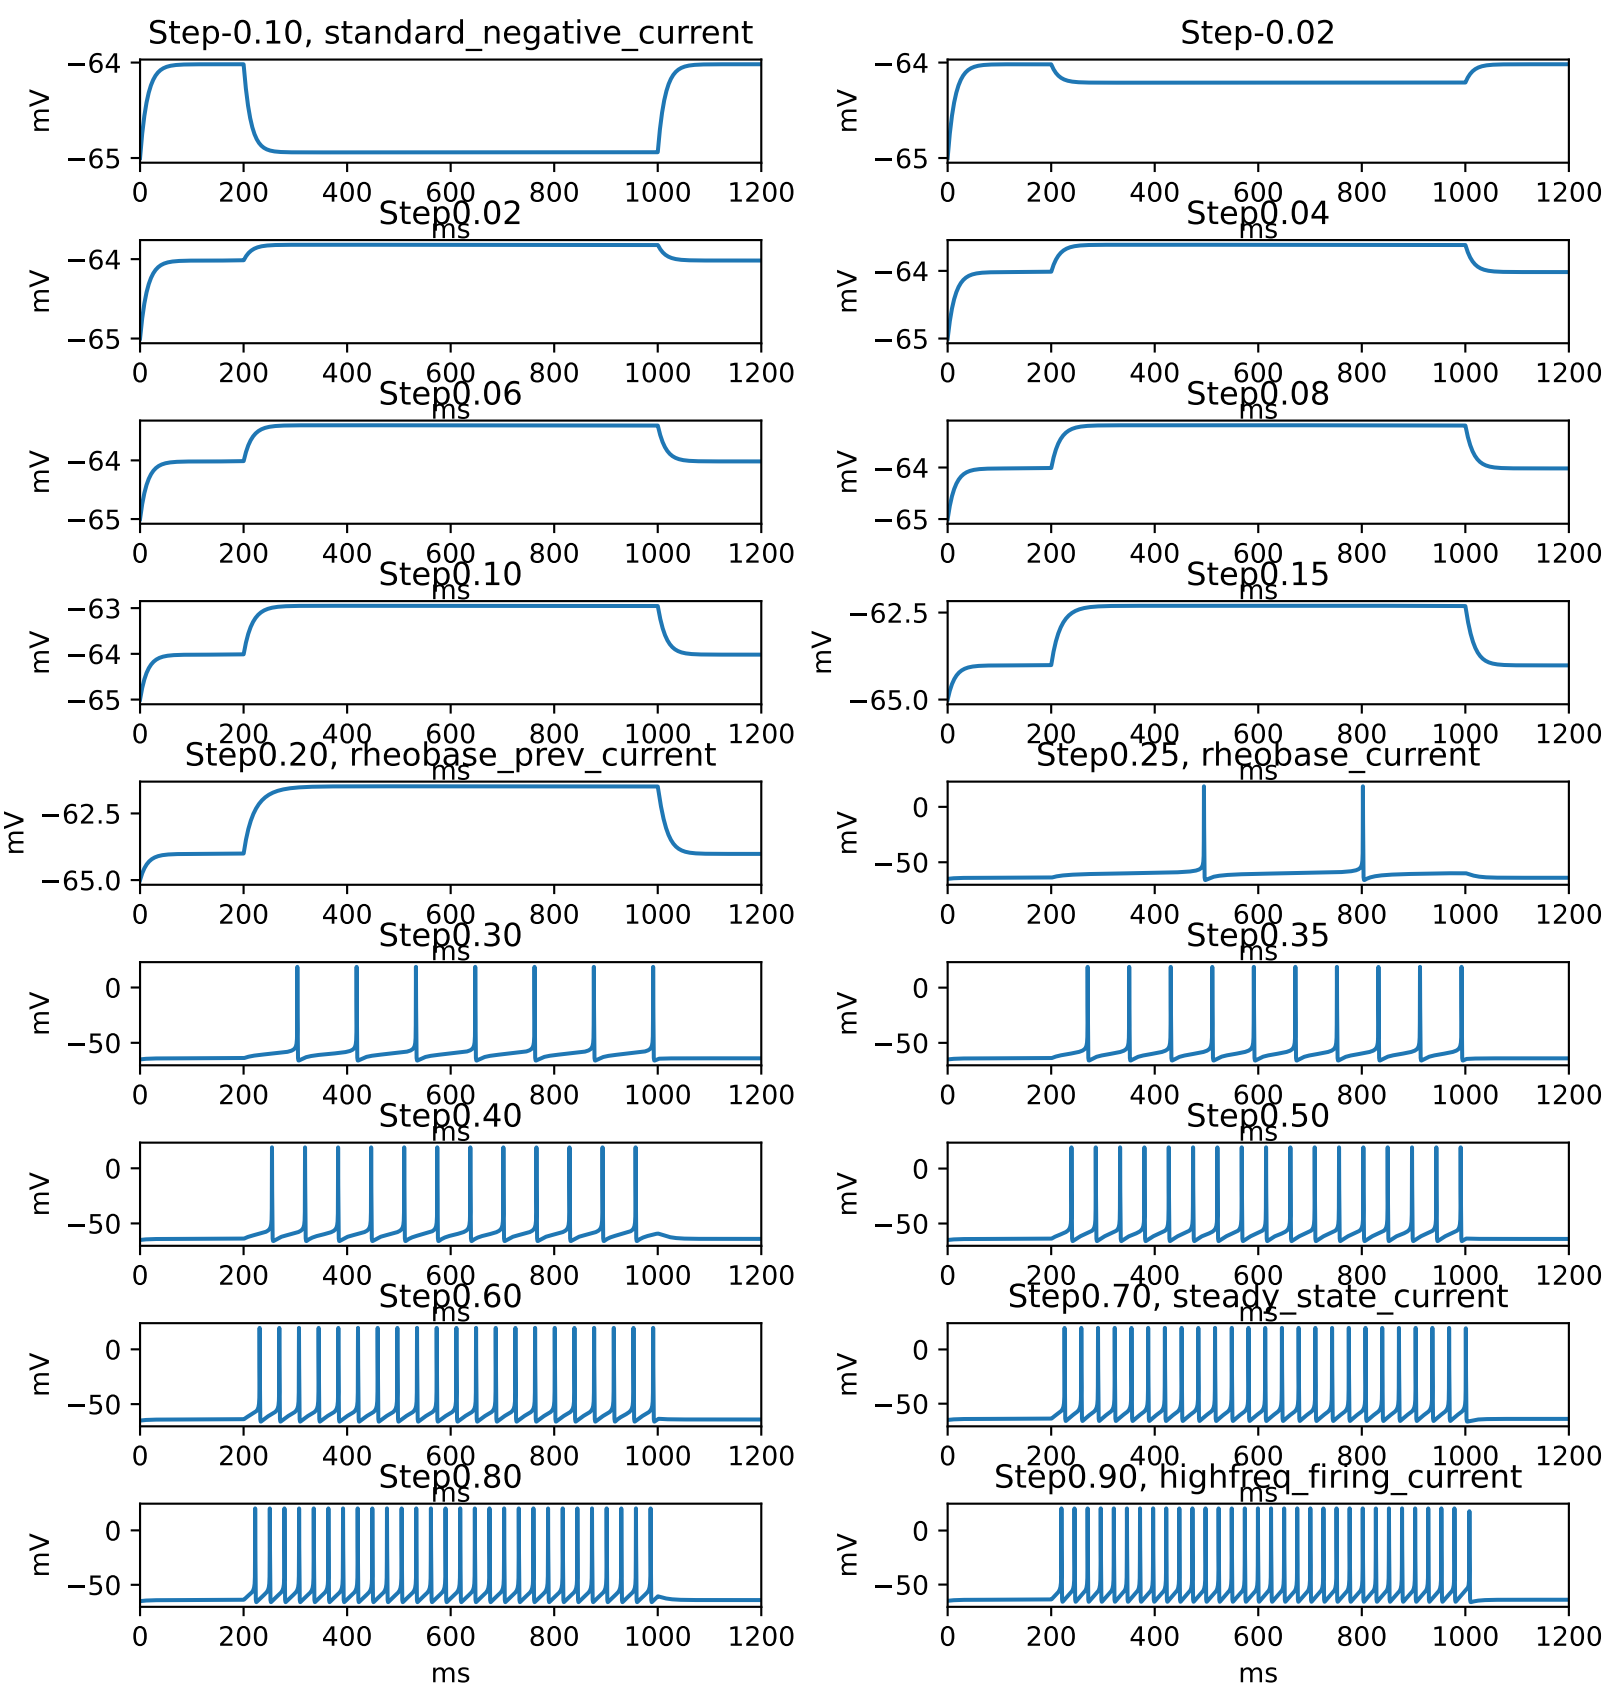 Step-0.10, standard_negative_current
−64
mV
−65
0 200 400 600 800 1000 1200
ms
Step-0.02
−64
mV
−65
0 200 400 600 800 1000 1200
ms
Step0.02
−64
mV
−65
0 200 400 600 800 1000 1200
ms
Step0.04
−64
mV
−65
0 200 400 600 800 1000 1200
ms
Step0.06
−64
mV
−65
0 200 400 600 800 1000 1200
ms
Step0.08
−64
mV
−65
0 200 400 600 800 1000 1200
ms
Step0.10
−63
−64
mV
−65
0 200 400 600 800 1000 1200
ms
Step0.15
−62.5
mV
−65.0
0 200 400 600 800 1000 1200
ms
Step0.20, rheobase_prev_current
−62.5
mV
−65.0
0 200 400 600 800 1000 1200
ms
Step0.25, rheobase_current
0
mV
−50
0 200 400 600 800 1000 1200
ms
Step0.30
0
mV
−50
0 200 400 600 800 1000 1200
ms
Step0.35
0
mV
−50
0 200 400 600 800 1000 1200
ms
Step0.40
0
mV
−50
0 200 400 600 800 1000 1200
ms
Step0.50
0
mV
−50
0 200 400 600 800 1000 1200
ms
Step0.60
0
mV
−50
0 200 400 600 800 1000 1200
ms
Step0.70, steady_state_current
0
mV
−50
0 200 400 600 800 1000 1200
ms
Step0.80
0
mV
−50
0 200 400 600 800 1000 1200
ms
Step0.90, highfreq_firing_current
0
mV
−50
0 200 400 600 800 1000 1200
ms